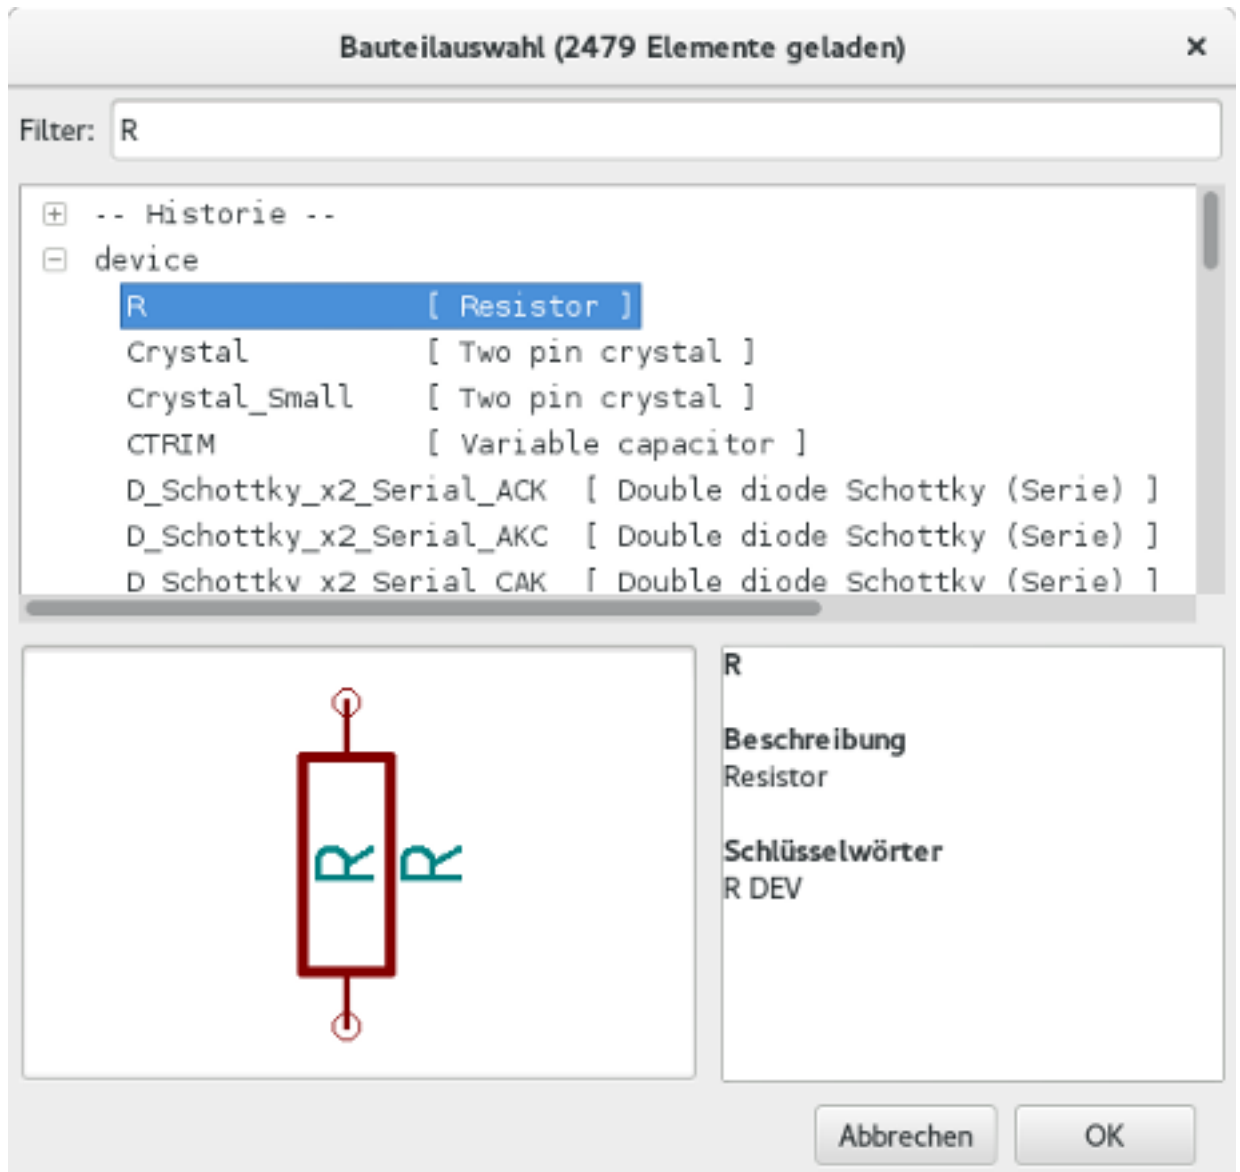 Bauteilauswahl (2479 Elemente geladen)
Filter: R
-- Historie --
device
R [ Resistor ]
Crystal [ Two pin crystal ]
Crystal_Small [ Two pin crystal ]
CTRIM [ Variable capacitor ]
D_Schottky_x2_Serial_ACK [ Double diode Schottky (Serie) ]
D_Schottky_x2_Serial_AKC [ Double diode Schottky (Serie) ]
D_Schottky_x2_Serial_CAK [ Double diode Schottky (Serie) ]
R R
R
Beschreibung
Resistor
Schlüsselwörter
R DEV
Abbrechen OK